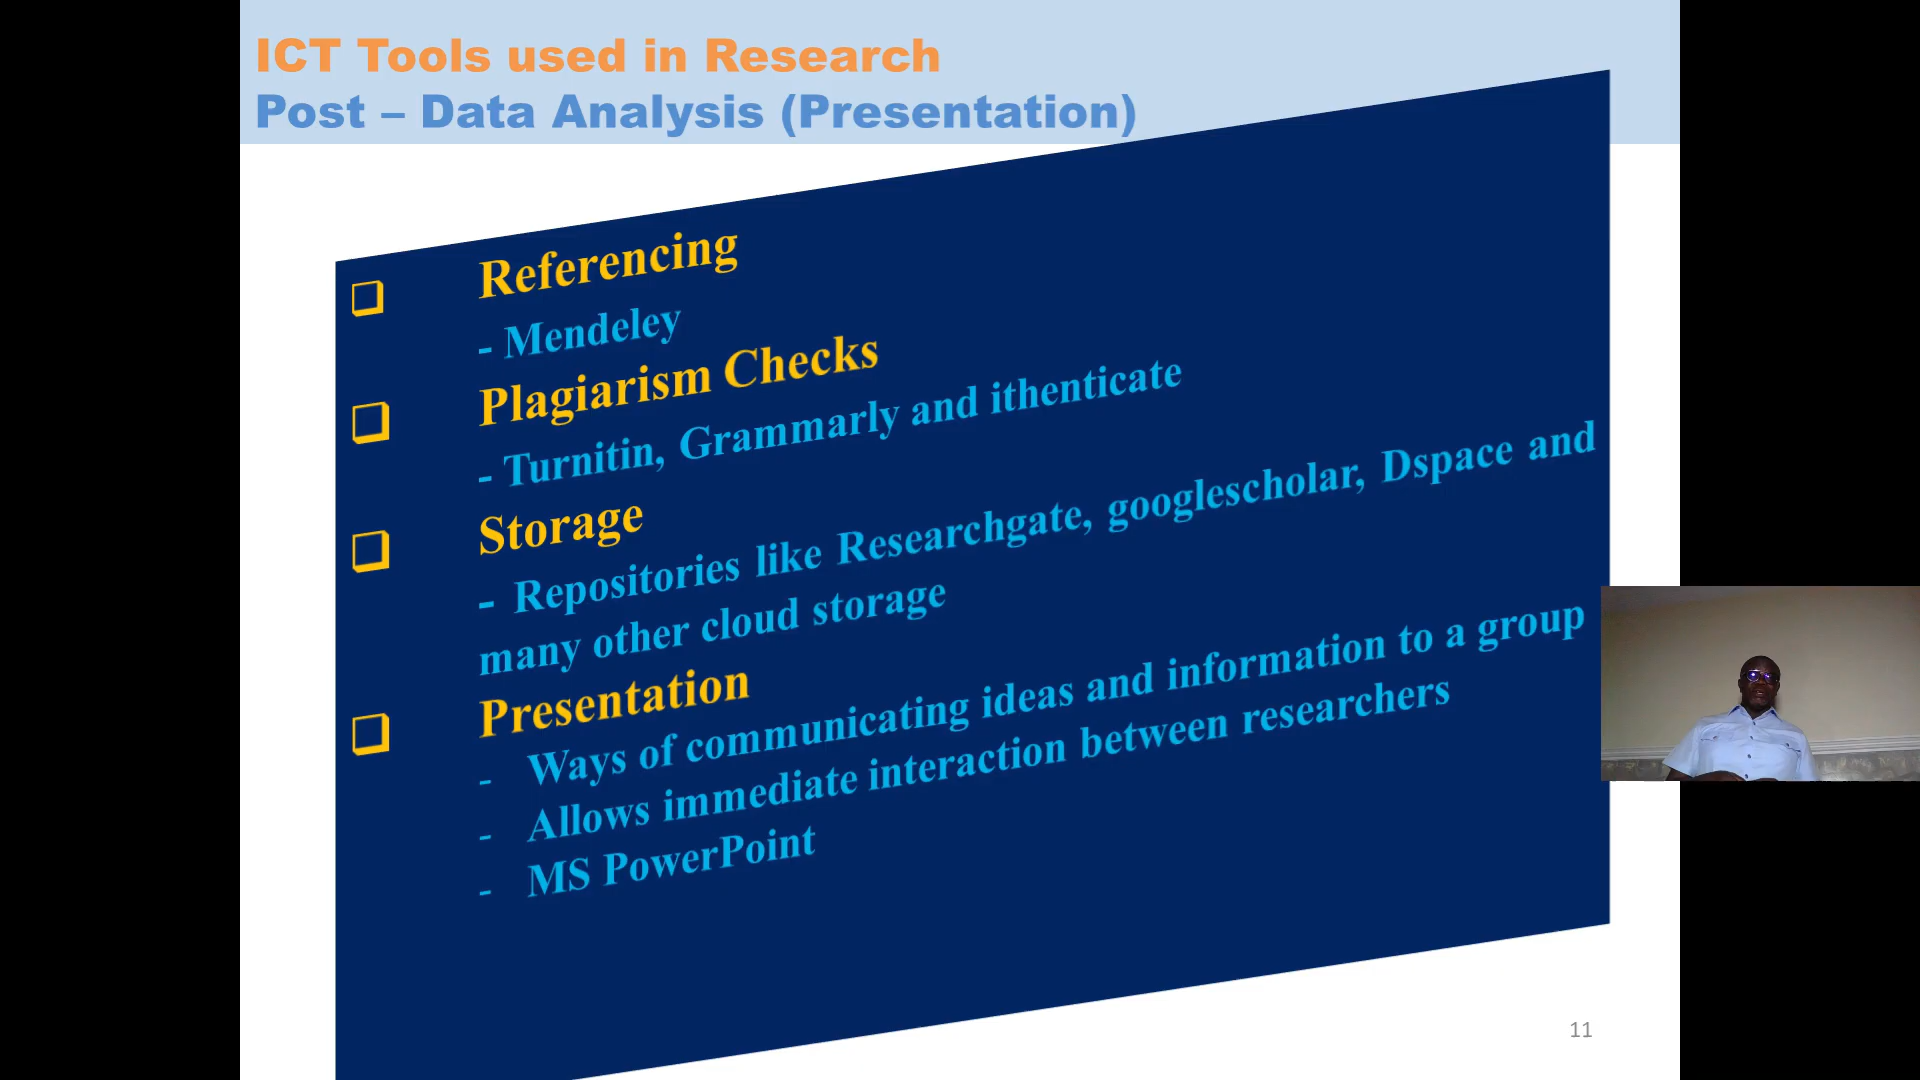 ICT Tools used in Research
Post – Data Analysis (Presentation)
❑ Referencing
- Mendeley
❑ Plagiarism Checks
- Turnitin, Grammarly and ithenticate
❑ Storage
- Repositories like Researchgate, googlescholar, Dspace and
many other cloud storage
❑ Presentation
- Ways of communicating ideas and information to a group
- Allows immediate interaction between researchers
- MS PowerPoint
11